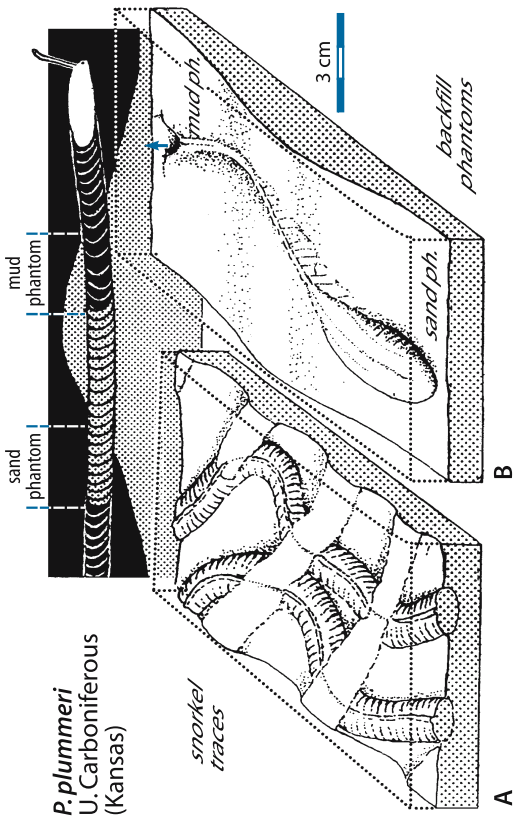 P. plummeri
U. Carboniferous
(Kansas)
sand
phantom
mud
phantom
snorkel
traces
mud ph.
sand ph.
3 cm
backfill
phantoms
A
B